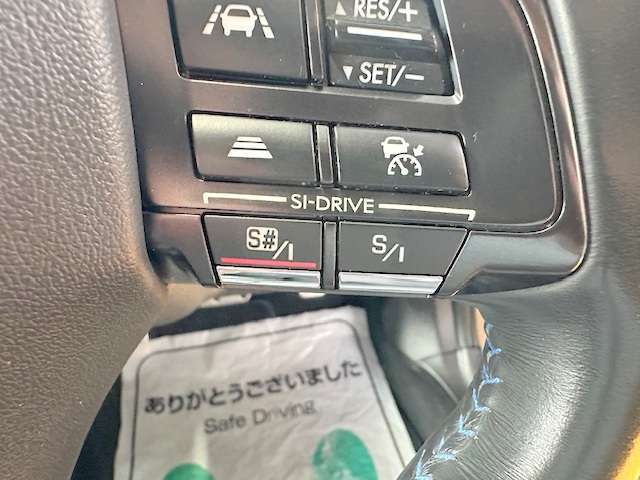 ▲ RES/+
▼ SET/−
SI-DRIVE
S#/I
S/I
ありがとうございました
Safe Driving